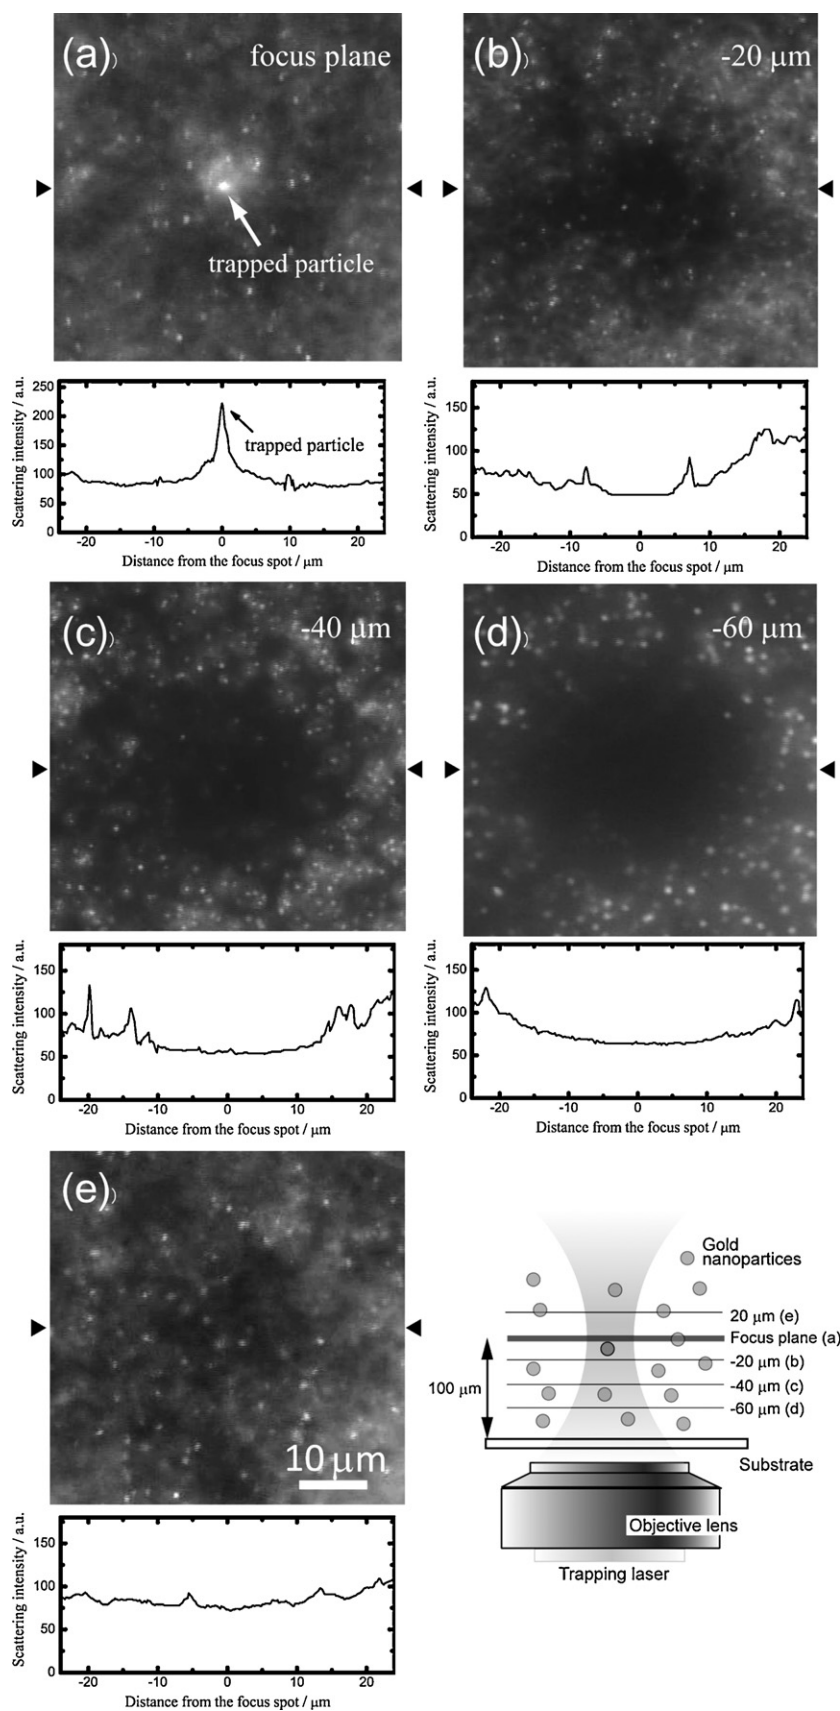 (a))
focus plane
trapped particle
(b))
-20 µm
Scattering intensity / a.u.
250
200
150
100
50
0
trapped particle
-20 -10 0 10 20
Distance from the focus spot / µm
Scattering intensity / a.u.
150
100
50
0
-20 -10 0 10 20
Distance from the focus spot / µm
(c))
-40 µm
(d))
-60 µm
Scattering intensity / a.u.
150
100
50
0
-20 -10 0 10 20
Distance from the focus spot / µm
Scattering intensity / a.u.
150
100
50
0
-20 -10 0 10 20
Distance from the focus spot / µm
(e))
10 µm
Scattering intensity / a.u.
150
100
50
0
-20 -10 0 10 20
Distance from the focus spot / µm
Gold
nanopartices
20 µm (e)
Focus plane (a)
-20 µm (b)
-40 µm (c)
-60 µm (d)
100 µm
Substrate
Objective lens
Trapping laser